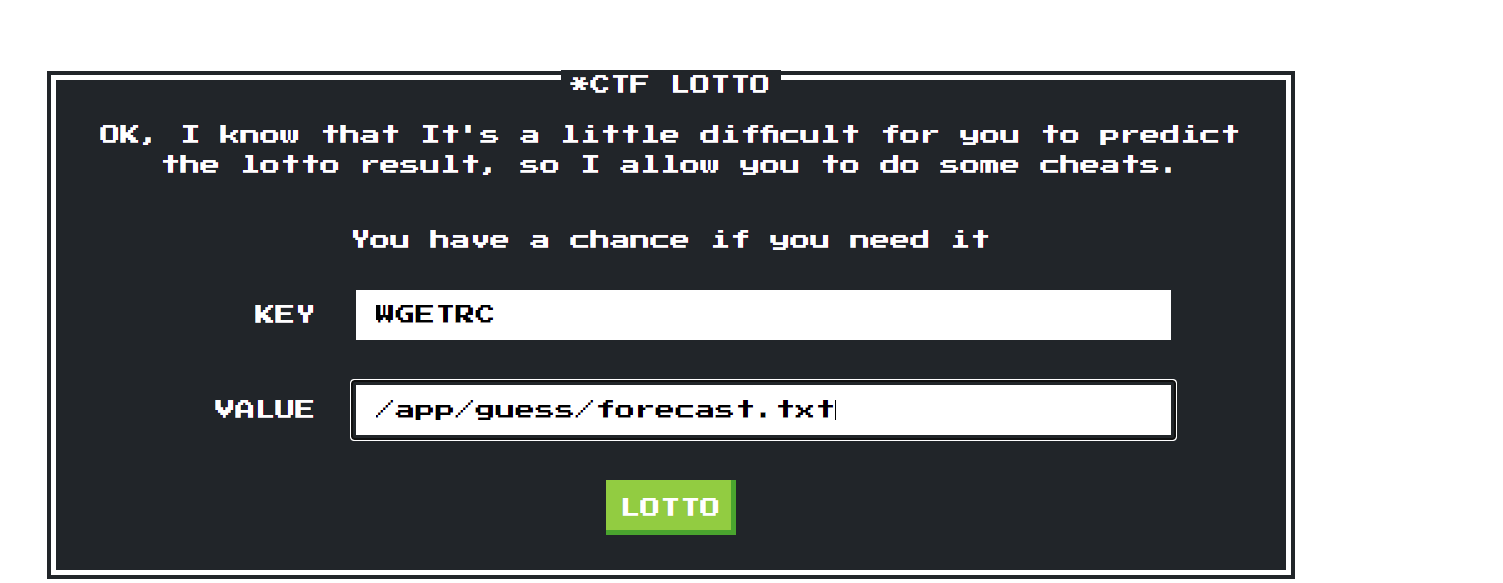 *CTF LOTTO
OK, I know that It's a little difficult for you to predict
the lotto result, so I allow you to do some cheats.
You have a chance if you need it
KEY WGETRC
VALUE /app/guess/forecast.txt
LOTTO